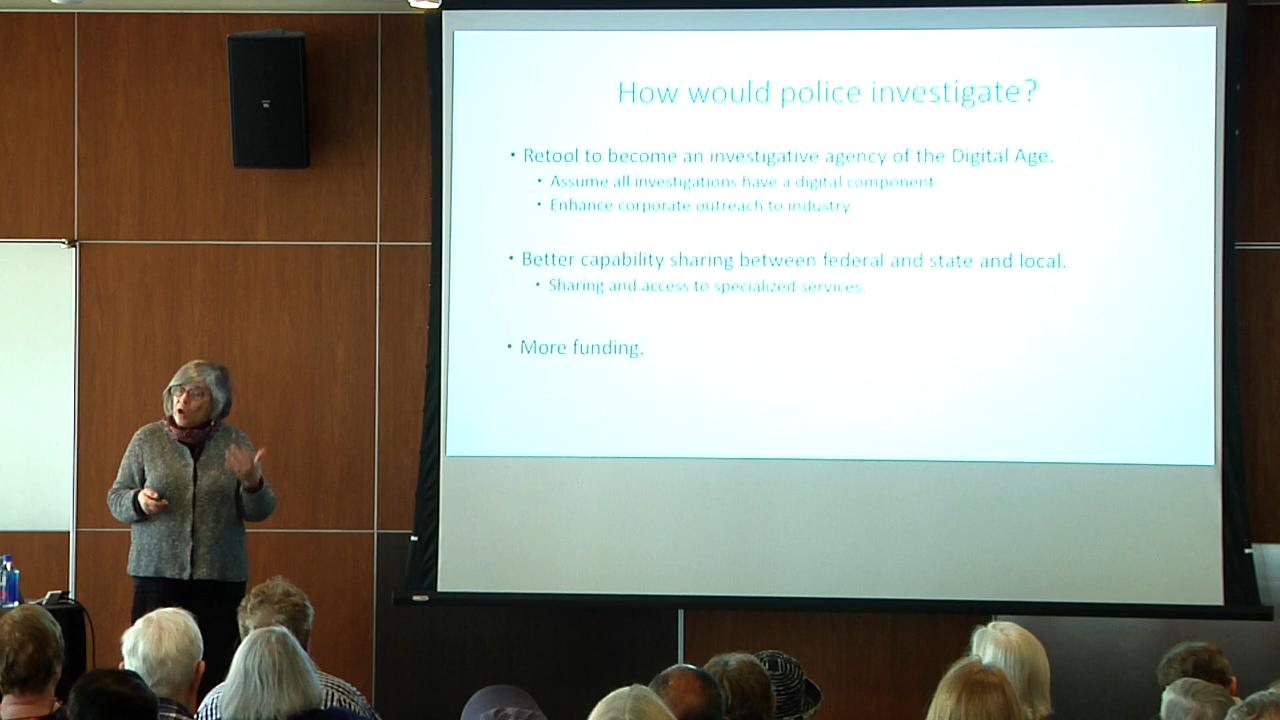 How would police investigate?
• Retool to become an investigative agency of the Digital Age.
• Assume all investigations have a digital component.
• Enhance corporate outreach to industry
• Better capability sharing between federal and state and local.
• Sharing and access to specialized services.
• More funding.